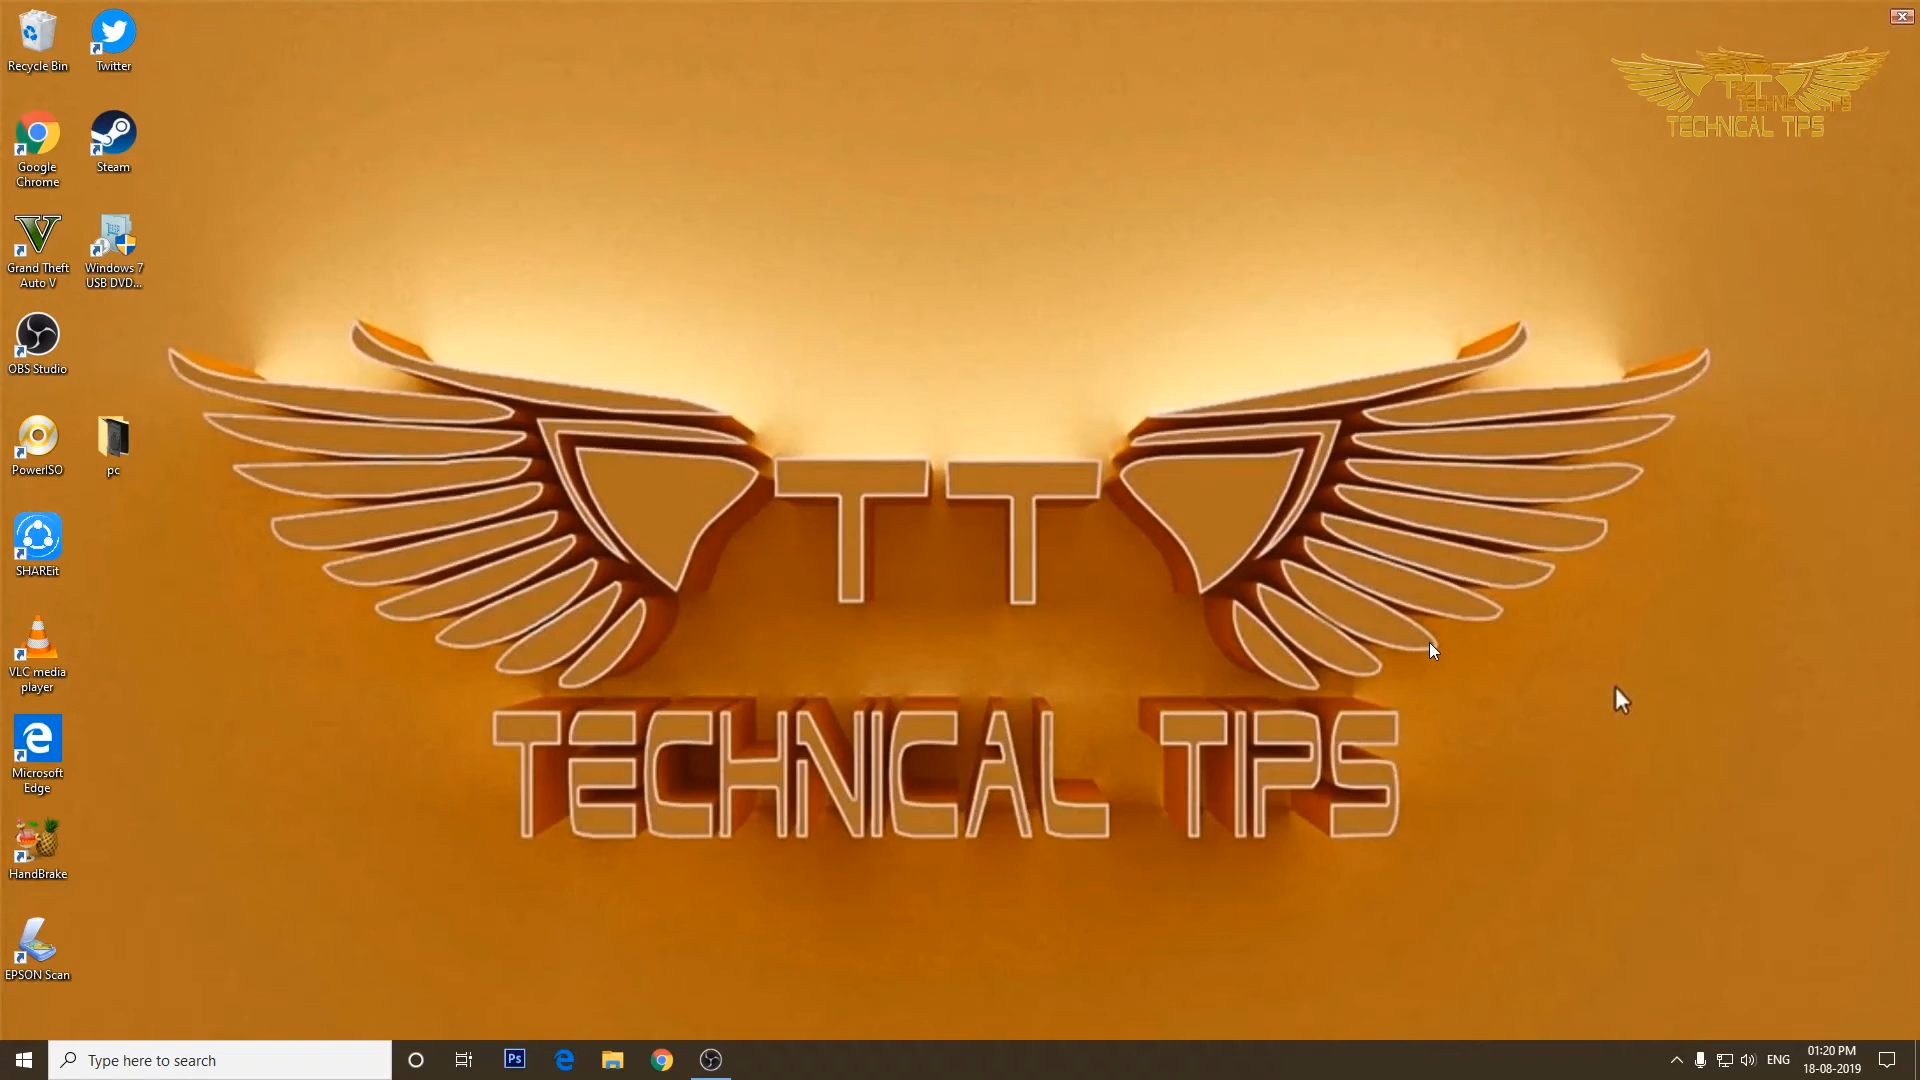 Recycle Bin
Twitter
Google
Chrome
Steam
Grand Theft
Auto V
Windows 7
USB DVD...
OBS Studio
PowerISO
pc
SHAREit
VLC media
player
Microsoft
Edge
HandBrake
EPSON Scan
TT
TECHNICAL TIPS
TT
TECHNICAL TIPS
Type here to search
Ps
ENG
01:20 PM
18-08-2019